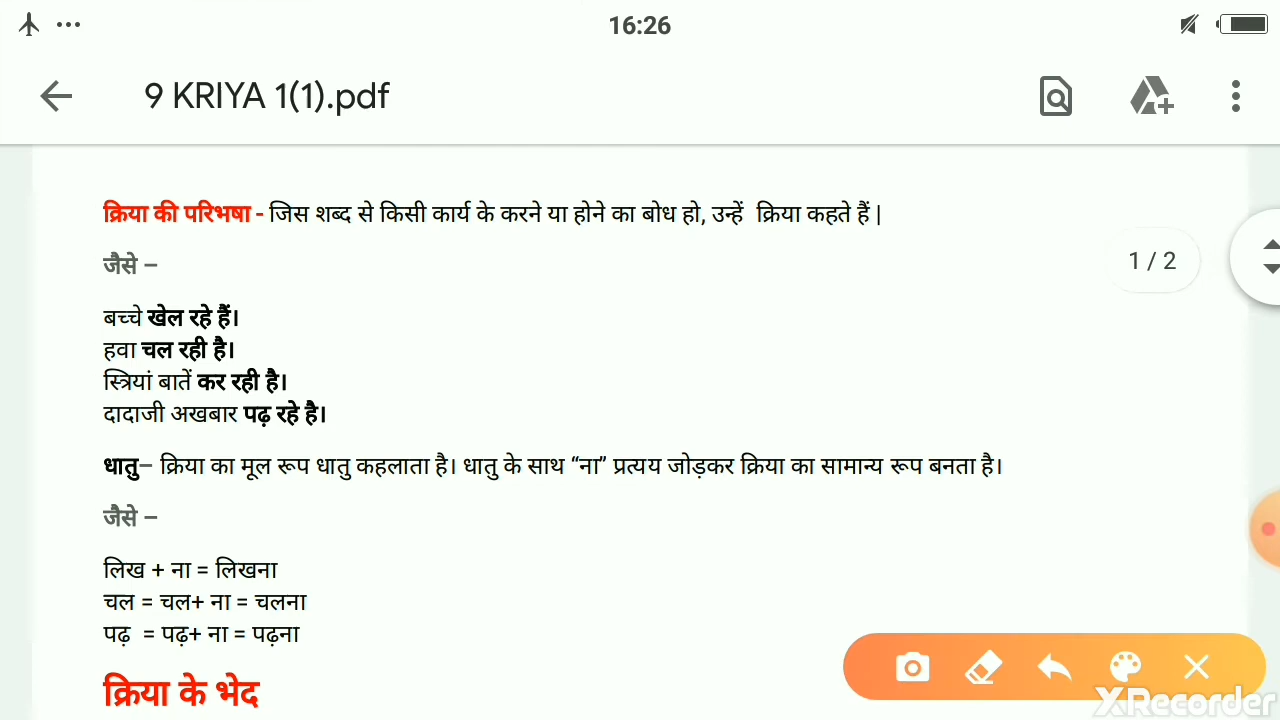 16:26
9 KRIYA 1(1).pdf
क्रिया की परिभषा - जिस शब्द से किसी कार्य के करने या होने का बोध हो, उन्हें क्रिया कहते हैं |
1 / 2
जैसे –
बच्चे खेल रहे हैं।
हवा चल रही है।
स्त्रियां बातें कर रही है।
दादाजी अखबार पढ़ रहे है।
धातु– क्रिया का मूल रूप धातु कहलाता है। धातु के साथ “ना” प्रत्यय जोड़कर क्रिया का सामान्य रूप बनता है।
जैसे –
लिख + ना = लिखना
चल = चल+ ना = चलना
पढ़ = पढ़+ ना = पढ़ना
क्रिया के भेद
XRecorder